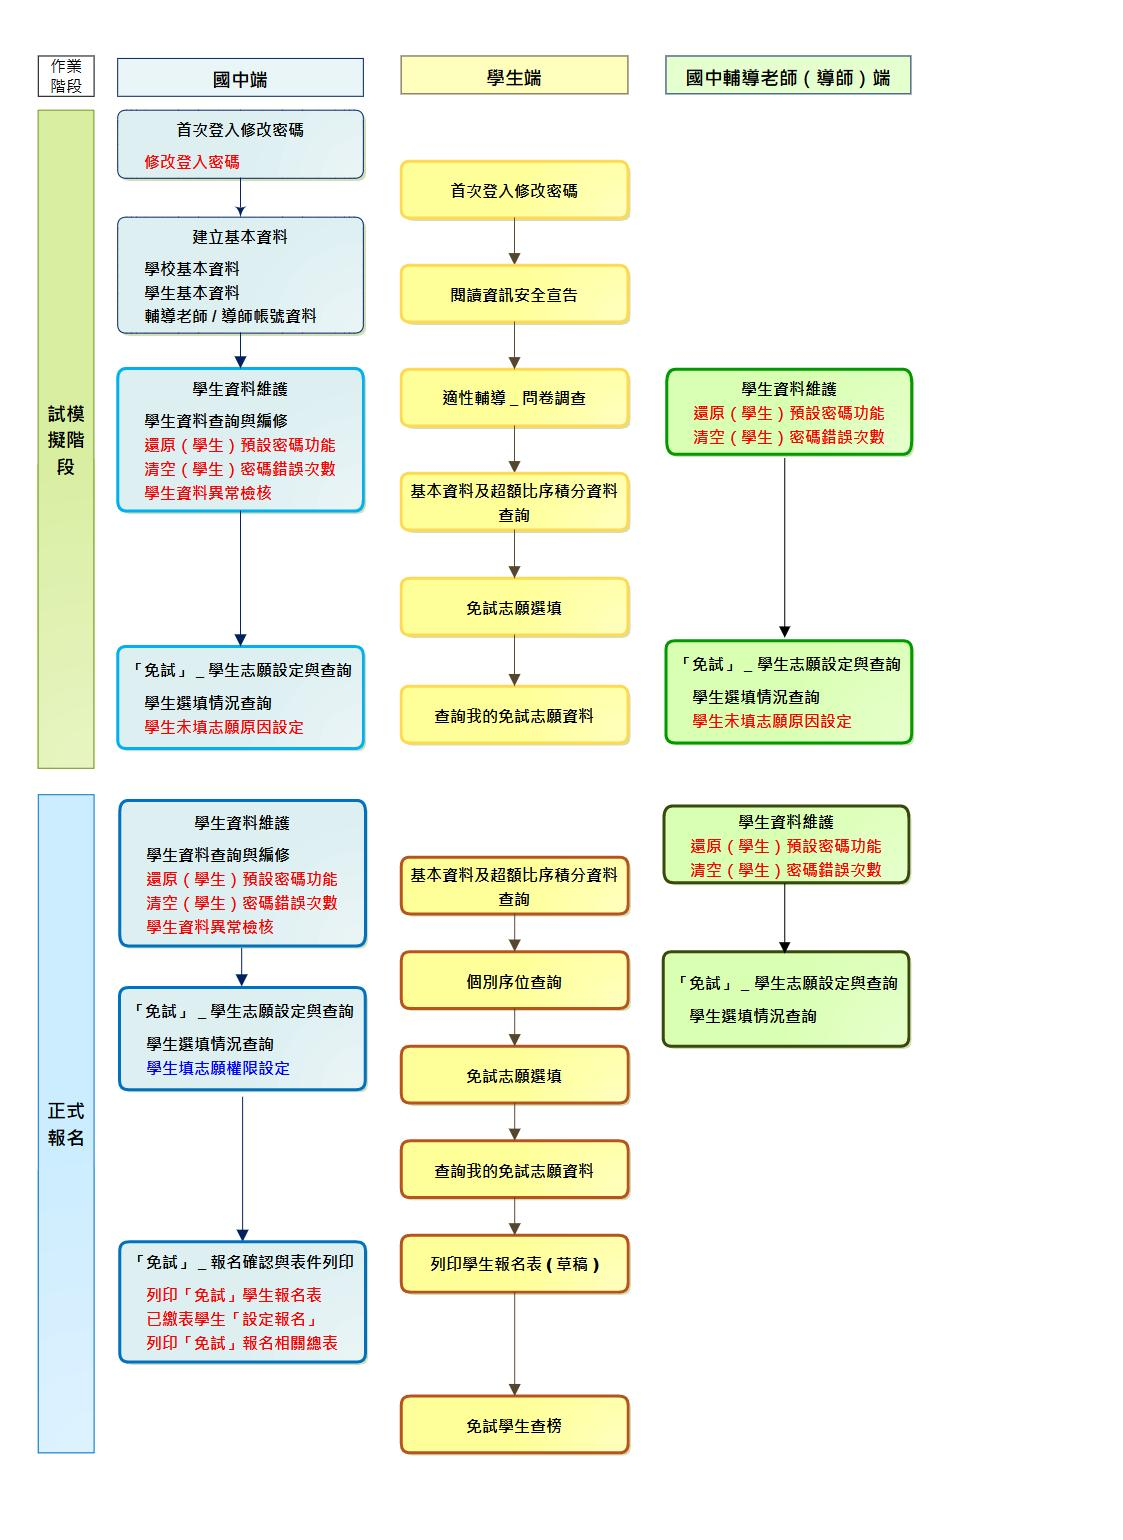 作業
階段
國中端
學生端
國中輔導老師（導師）端
試模
擬階
段
首次登入修改密碼
修改登入密碼
建立基本資料
學校基本資料
學生基本資料
輔導老師/導師帳號資料
學生資料維護
學生資料查詢與編修
還原（學生）預設密碼功能
清空（學生）密碼錯誤次數
學生資料異常檢核
「免試」_學生志願設定與查詢
學生選填情況查詢
學生未填志願原因設定
首次登入修改密碼
閱讀資訊安全宣告
適性輔導_問卷調查
基本資料及超額比序積分資料
查詢
免試志願選填
查詢我的免試志願資料
學生資料維護
還原（學生）預設密碼功能
清空（學生）密碼錯誤次數
「免試」_學生志願設定與查詢
學生選填情況查詢
學生未填志願原因設定
正式
報名
學生資料維護
學生資料查詢與編修
還原（學生）預設密碼功能
清空（學生）密碼錯誤次數
學生資料異常檢核
「免試」_學生志願設定與查詢
學生選填情況查詢
學生填志願權限設定
「免試」_報名確認與表件列印
列印「免試」學生報名表
已繳表學生「設定報名」
列印「免試」報名相關總表
基本資料及超額比序積分資料
查詢
個別序位查詢
免試志願選填
查詢我的免試志願資料
列印學生報名表(草稿)
免試學生查榜
學生資料維護
還原（學生）預設密碼功能
清空（學生）密碼錯誤次數
「免試」_學生志願設定與查詢
學生選填情況查詢